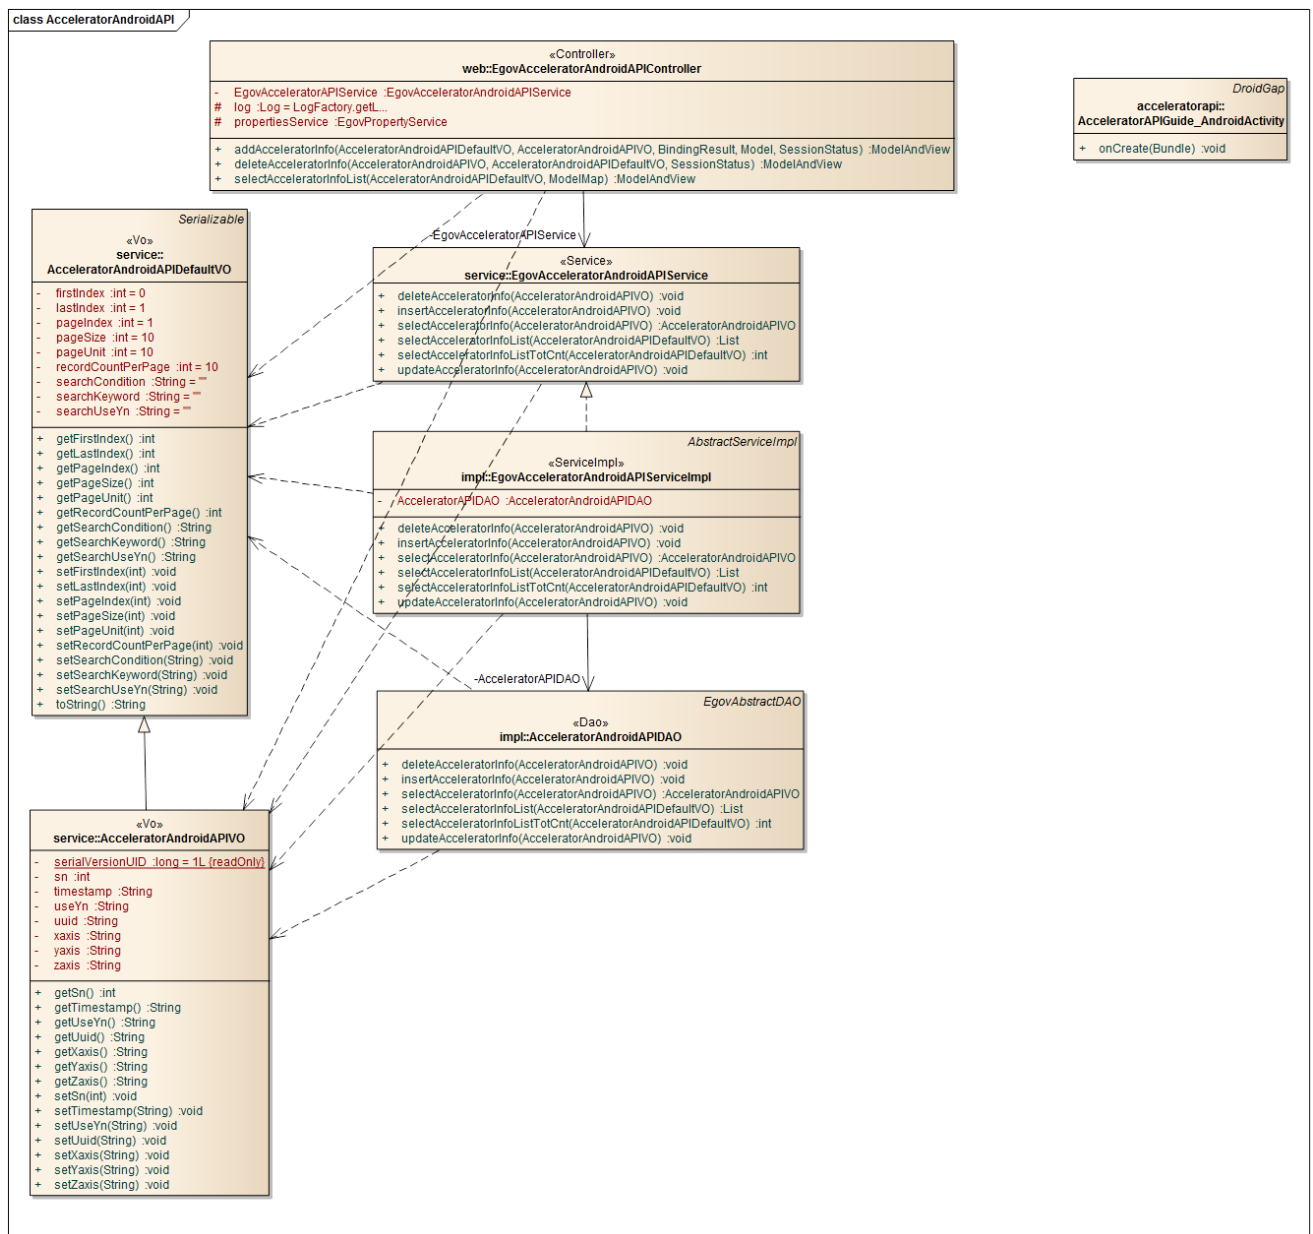 class AcceleratorAndroidAPI
«Controller»
web::EgovAcceleratorAndroidAPIController
- EgovAcceleratorAPIService :EgovAcceleratorAndroidAPIService
# log :Log = LogFactory.getL...
# propertiesService :EgovPropertyService
+ addAcceleratorInfo(AcceleratorAndroidAPIDefaultVO, AcceleratorAndroidAPIVO, BindingResult, Model, SessionStatus) :ModelAndView
+ deleteAcceleratorInfo(AcceleratorAndroidAPIVO, AcceleratorAndroidAPIDefaultVO, SessionStatus) :ModelAndView
+ selectAcceleratorInfoList(AcceleratorAndroidAPIDefaultVO, ModelMap) :ModelAndView
DroidGap
acceleratorapi::
AcceleratorAPIGuide_AndroidActivity
+ onCreate(Bundle) :void
Serializable
«Vo»
service::
AcceleratorAndroidAPIDefaultVO
- firstIndex :int = 0
- lastIndex :int = 1
- pageIndex :int = 1
- pageSize :int = 10
- pageUnit :int = 10
- recordCountPerPage :int = 10
- searchCondition :String = ""
- searchKeyword :String = ""
- searchUseYn :String = ""
+ getFirstIndex() :int
+ getLastIndex() :int
+ getPageIndex() :int
+ getPageSize() :int
+ getPageUnit() :int
+ getRecordCountPerPage() :int
+ getSearchCondition() :String
+ getSearchKeyword() :String
+ getSearchUseYn() :String
+ setFirstIndex(int) :void
+ setLastIndex(int) :void
+ setPageIndex(int) :void
+ setPageSize(int) :void
+ setPageUnit(int) :void
+ setRecordCountPerPage(int) :void
+ setSearchCondition(String) :void
+ setSearchKeyword(String) :void
+ setSearchUseYn(String) :void
+ toString() :String
-EgovAcceleratorAPIService
«Service»
service::EgovAcceleratorAndroidAPIService
+ deleteAcceleratorInfo(AcceleratorAndroidAPIVO) :void
+ insertAcceleratorInfo(AcceleratorAndroidAPIVO) :void
+ selectAcceleratorInfo(AcceleratorAndroidAPIVO) :AcceleratorAndroidAPIVO
+ selectAcceleratorInfoList(AcceleratorAndroidAPIDefaultVO) :List
+ selectAcceleratorInfoListTotCnt(AcceleratorAndroidAPIDefaultVO) :int
+ updateAcceleratorInfo(AcceleratorAndroidAPIVO) :void
AbstractServiceImpl
«ServiceImpl»
impl::EgovAcceleratorAndroidAPIServiceImpl
- AcceleratorAPIDAO :AcceleratorAndroidAPIDAO
+ deleteAcceleratorInfo(AcceleratorAndroidAPIVO) :void
+ insertAcceleratorInfo(AcceleratorAndroidAPIVO) :void
+ selectAcceleratorInfo(AcceleratorAndroidAPIVO) :AcceleratorAndroidAPIVO
+ selectAcceleratorInfoList(AcceleratorAndroidAPIDefaultVO) :List
+ selectAcceleratorInfoListTotCnt(AcceleratorAndroidAPIDefaultVO) :int
+ updateAcceleratorInfo(AcceleratorAndroidAPIVO) :void
-AcceleratorAPIDAO
EgovAbstractDAO
«Dao»
impl::AcceleratorAndroidAPIDAO
+ deleteAcceleratorInfo(AcceleratorAndroidAPIVO) :void
+ insertAcceleratorInfo(AcceleratorAndroidAPIVO) :void
+ selectAcceleratorInfo(AcceleratorAndroidAPIVO) :AcceleratorAndroidAPIVO
+ selectAcceleratorInfoList(AcceleratorAndroidAPIDefaultVO) :List
+ selectAcceleratorInfoListTotCnt(AcceleratorAndroidAPIDefaultVO) :int
+ updateAcceleratorInfo(AcceleratorAndroidAPIVO) :void
«Vo»
service::AcceleratorAndroidAPIVO
- serialVersionUID :long = 1L {readOnly}
- sn :int
- timestamp :String
- useYn :String
- uuid :String
- xaxis :String
- yaxis :String
- zaxis :String
+ getSn() :int
+ getTimestamp() :String
+ getUseYn() :String
+ getUuid() :String
+ getXaxis() :String
+ getYaxis() :String
+ getZaxis() :String
+ setSn(int) :void
+ setTimestamp(String) :void
+ setUseYn(String) :void
+ setUuid(String) :void
+ setXaxis(String) :void
+ setYaxis(String) :void
+ setZaxis(String) :void